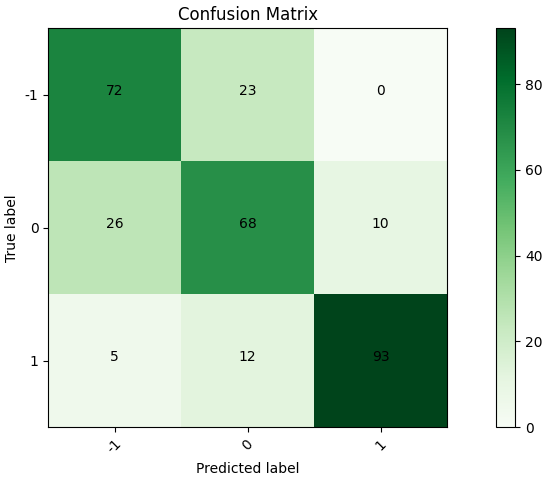 Confusion Matrix
True label
-1 72 23 0
0 26 68 10
1 5 12 93
-1 0 1
Predicted label
80
60
40
20
0